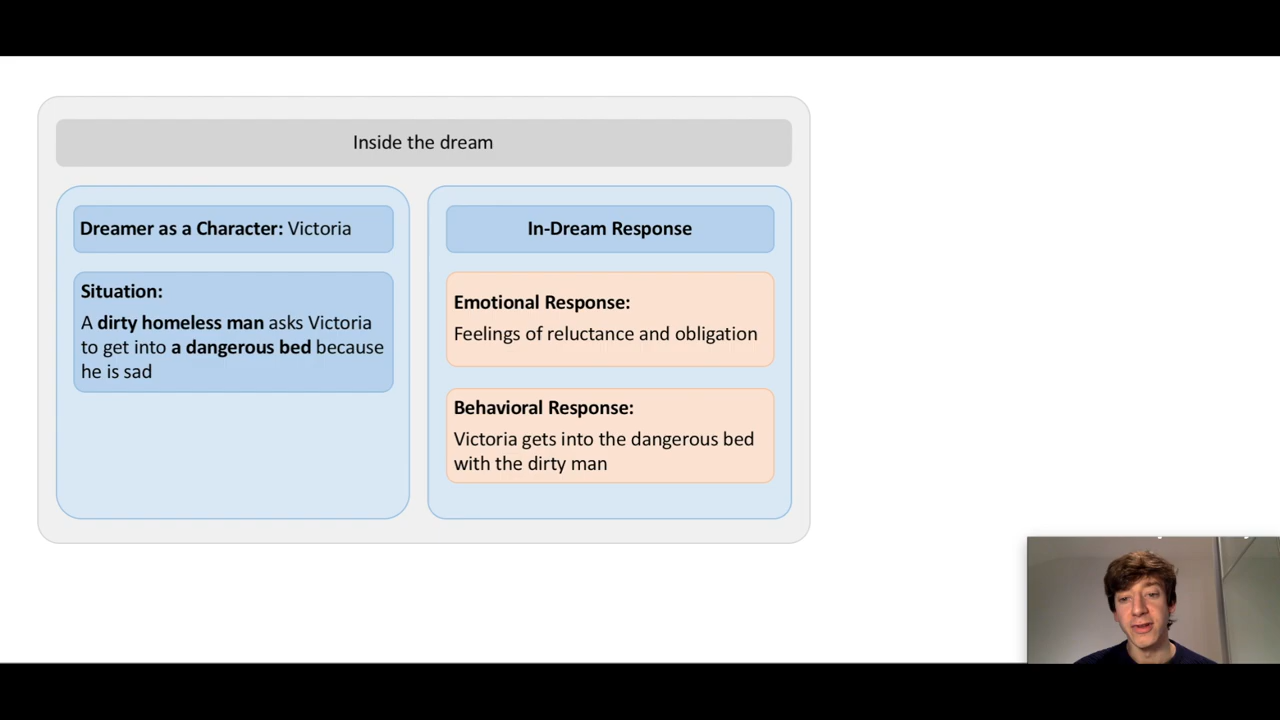 Inside the dream
Dreamer as a Character: Victoria
Situation:
A dirty homeless man asks Victoria
to get into a dangerous bed because
he is sad
In-Dream Response
Emotional Response:
Feelings of reluctance and obligation
Behavioral Response:
Victoria gets into the dangerous bed
with the dirty man